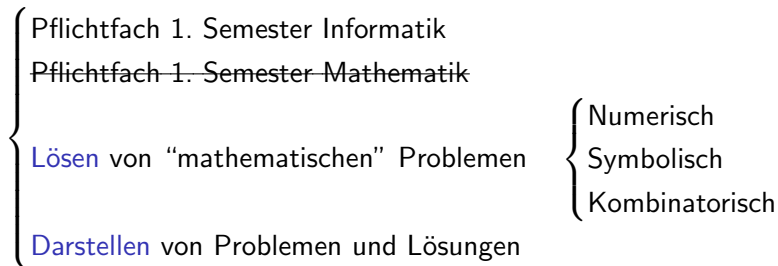 Pflichtfach 1. Semester Informatik
Pflichtfach 1. Semester Mathematik
Lösen von “mathematischen” Problemen
Numerisch
Symbolisch
Kombinatorisch
Darstellen von Problemen und Lösungen